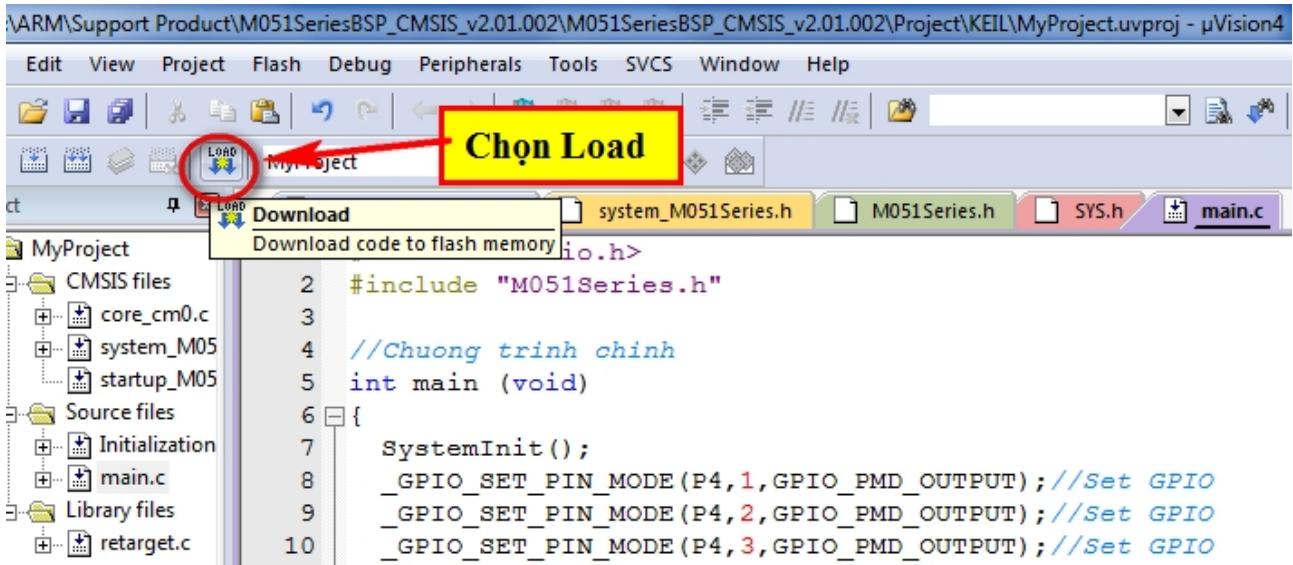 :\ARM\Support Product\M051SeriesBSP_CMSIS_v2.01.002\M051SeriesBSP_CMSIS_v2.01.002\Project\KEIL\MyProject.uvproj - µVision4
Edit View Project Flash Debug Peripherals Tools SVCS Window Help
Chọn Load
LOAD MyProject
ct
LOAD Download
Download code to flash memory
system_M051Series.h M051Series.h SYS.h main.c
MyProject
CMSIS files
core_cm0.c
system_M05
startup_M05
Source files
Initialization
main.c
Library files
retarget.c
io.h>
2 #include "M051Series.h"
3
4 //Chuong trinh chinh
5 int main (void)
6 {
7 SystemInit();
8 _GPIO_SET_PIN_MODE(P4,1,GPIO_PMD_OUTPUT);//Set GPIO
9 _GPIO_SET_PIN_MODE(P4,2,GPIO_PMD_OUTPUT);//Set GPIO
10 _GPIO_SET_PIN_MODE(P4,3,GPIO_PMD_OUTPUT);//Set GPIO